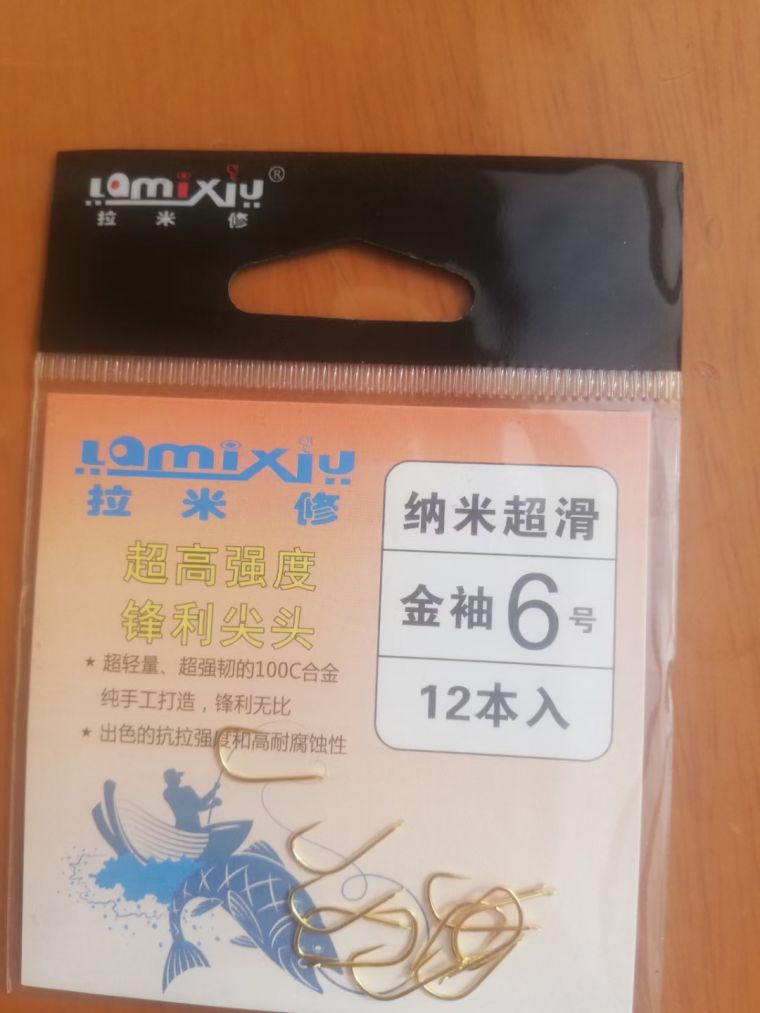 Lamixiu®
拉米修
Lamixiu
拉米修
超高强度
锋利尖头
★ 超轻量、超强韧的100C合金
纯手工打造，锋利无比
★ 出色的抗拉强度和高耐腐蚀性
纳米超滑
金袖6号
12本入